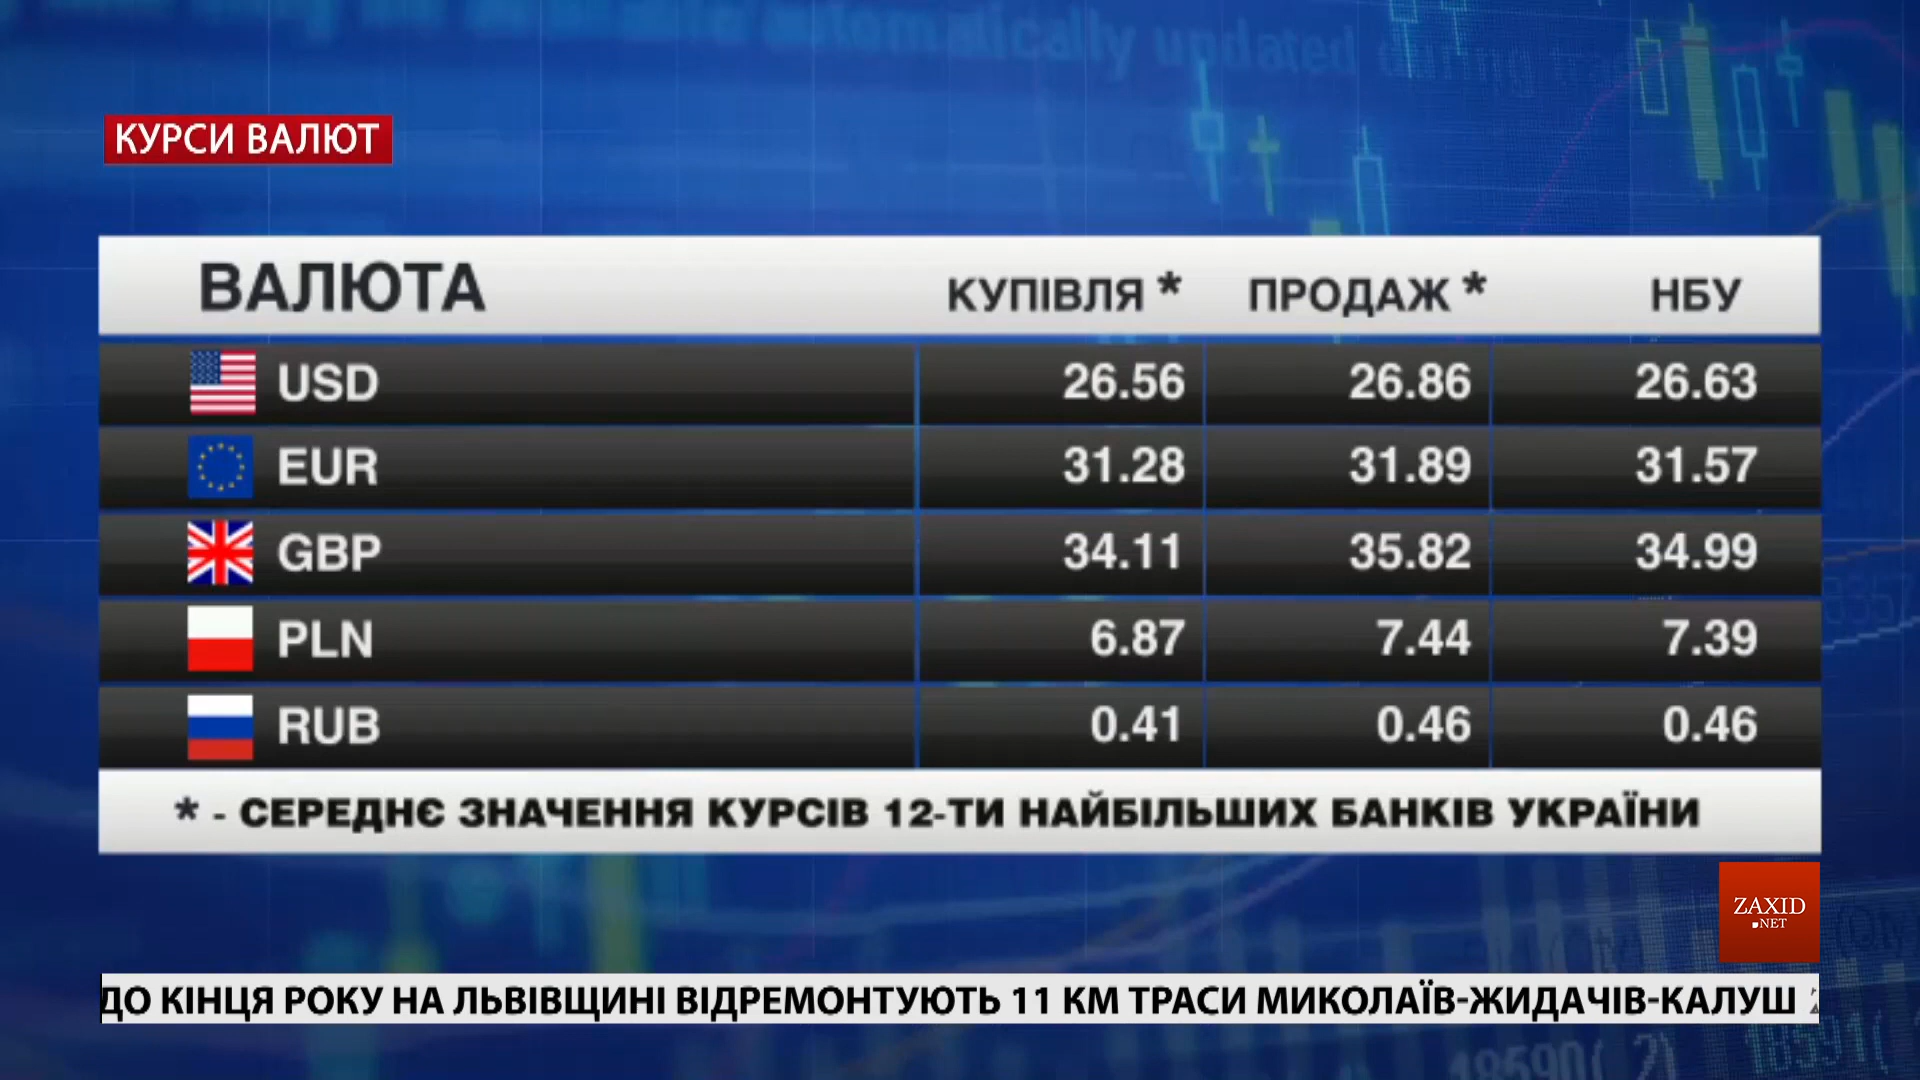 automatically updated during
КУРСИ ВАЛЮТ
ВАЛЮТА КУПІВЛЯ * ПРОДАЖ * НБУ
USD 26.56 26.86 26.63
EUR 31.28 31.89 31.57
GBP 34.11 35.82 34.99
PLN 6.87 7.44 7.39
RUB 0.41 0.46 0.46
* - СЕРЕДНЄ ЗНАЧЕННЯ КУРСІВ 12-ТИ НАЙБІЛЬШИХ БАНКІВ УКРАЇНИ
ZAXID
.NET
ДО КІНЦЯ РОКУ НА ЛЬВІВЩИНІ ВІДРЕМОНТУЮТЬ 11 КМ ТРАСИ МИКОЛАЇВ-ЖИДАЧІВ-КАЛУШ